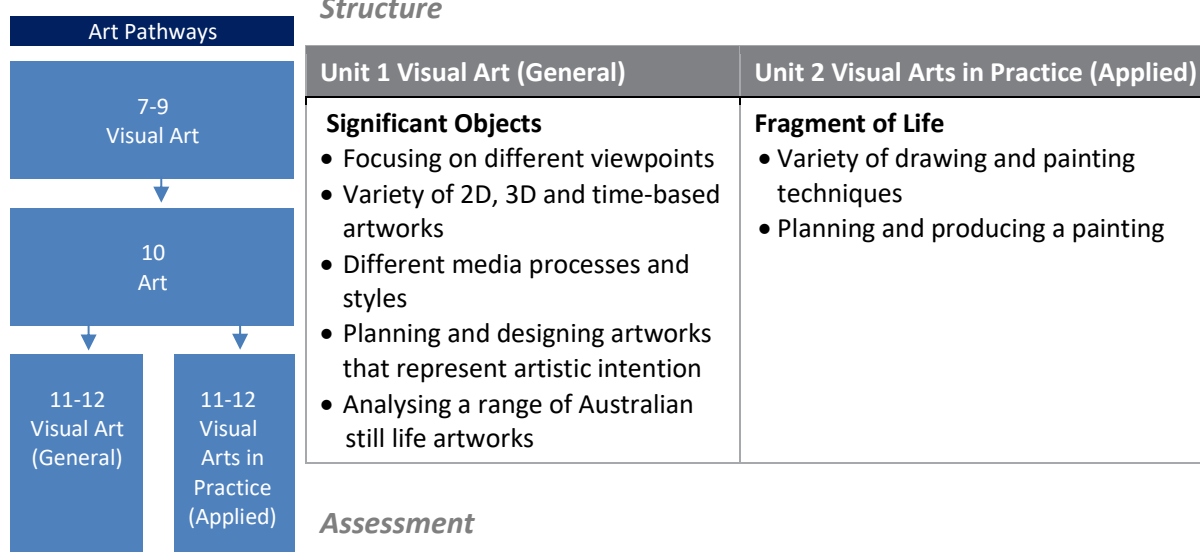 Art Pathways
7-9
Visual Art
10
Art
11-12
Visual Art
(General)
11-12
Visual
Arts in
Practice
(Applied)
Structure
Unit 1 Visual Art (General)
Unit 2 Visual Arts in Practice (Applied)
Significant Objects
• Focusing on different viewpoints
• Variety of 2D, 3D and time-based
artworks
• Different media processes and
styles
• Planning and designing artworks
that represent artistic intention
• Analysing a range of Australian
still life artworks
Fragment of Life
• Variety of drawing and painting
techniques
• Planning and producing a painting
Assessment